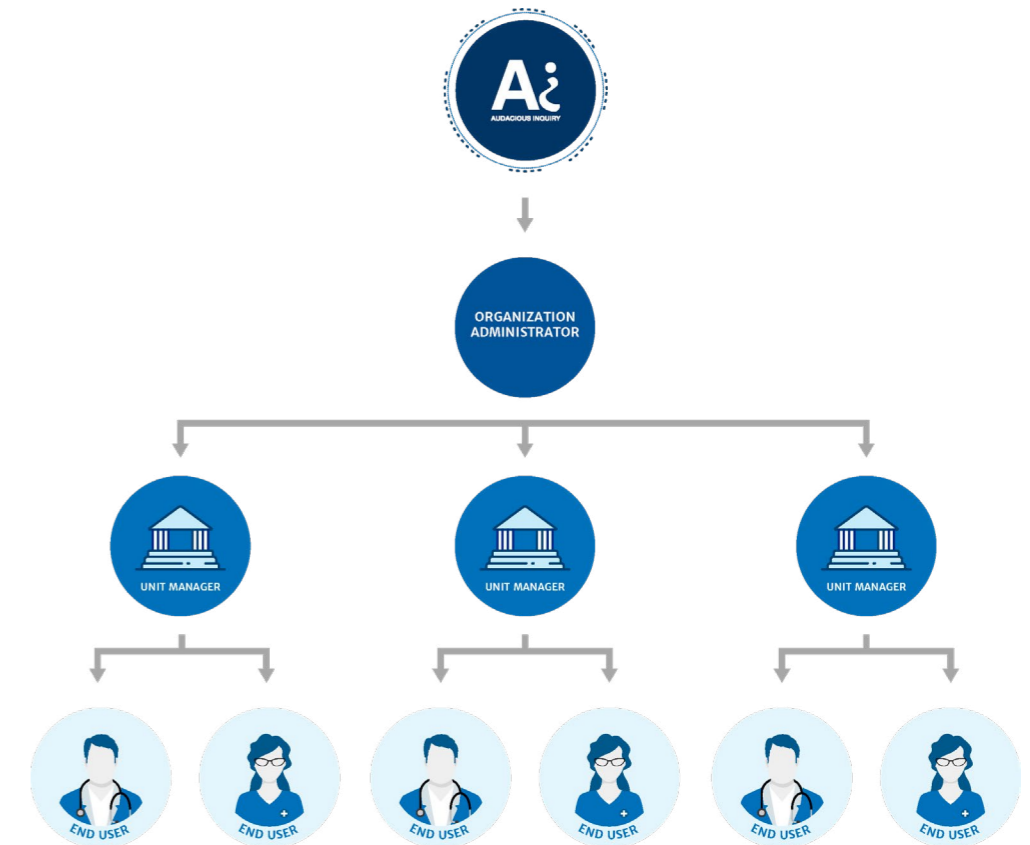 Ai
AUDACIOUS INQUIRY
ORGANIZATION
ADMINISTRATOR
UNIT MANAGER
UNIT MANAGER
UNIT MANAGER
END USER
END USER
END USER
END USER
END USER
END USER